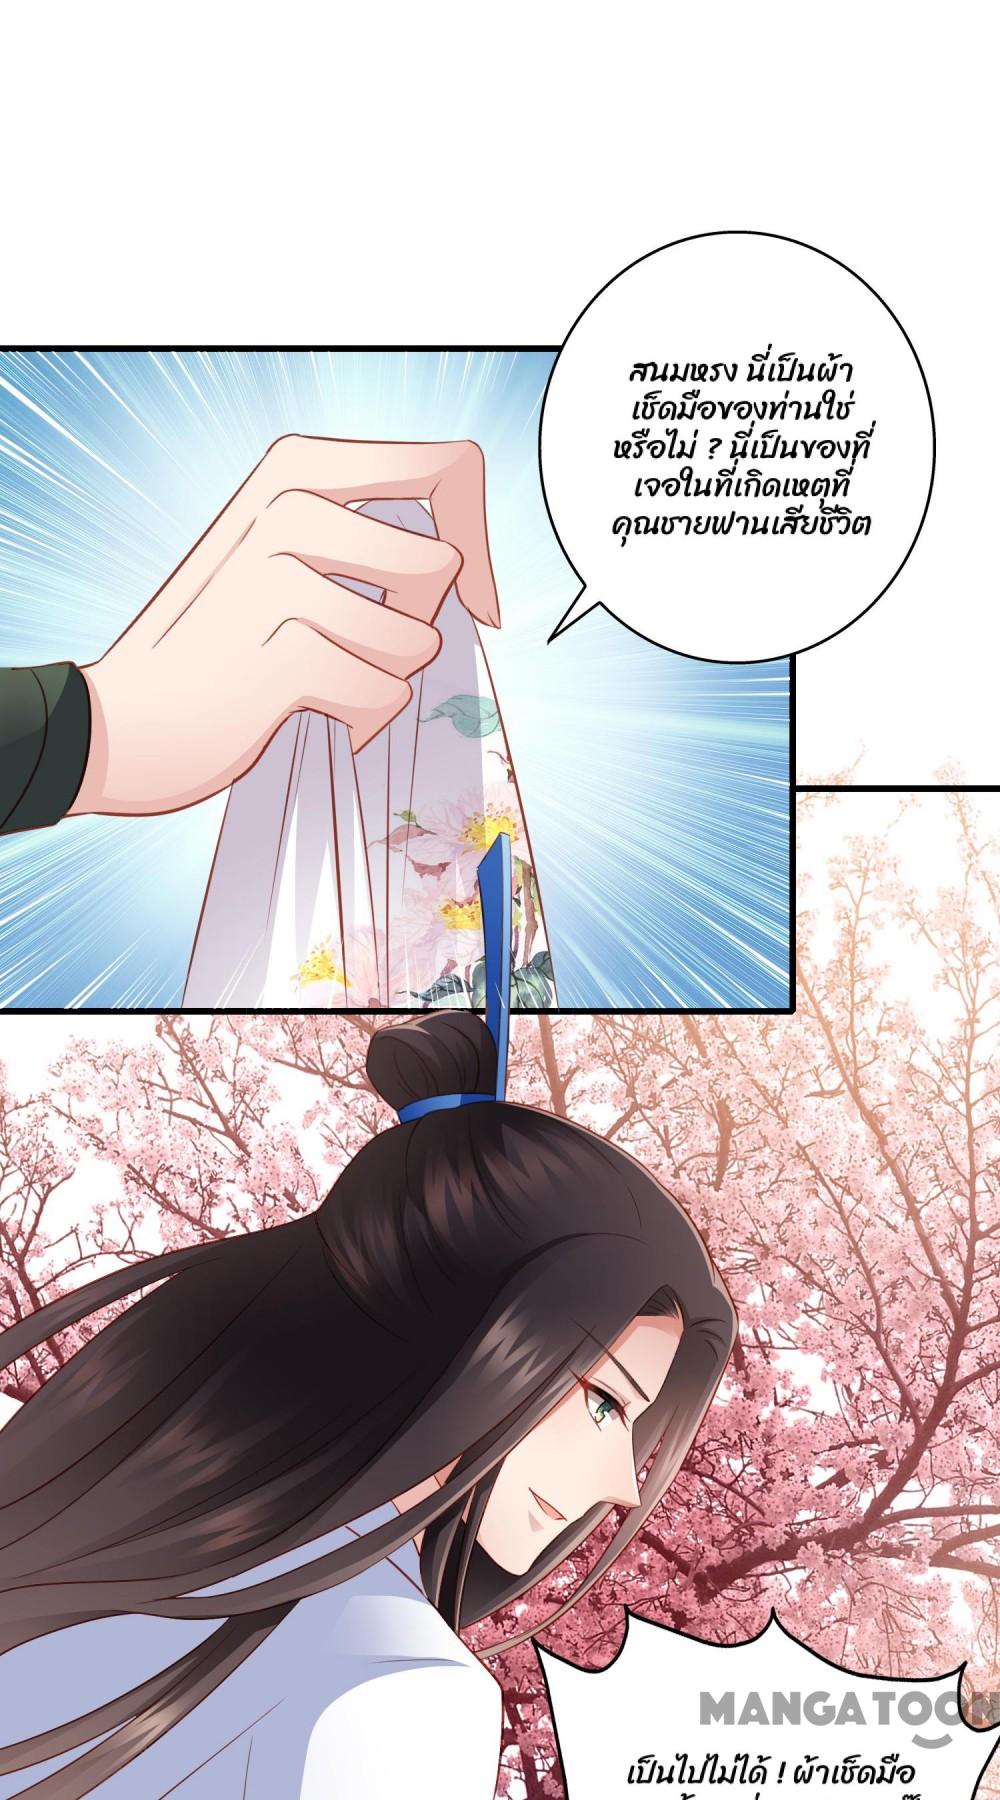 สนมหรง นี่เป็นผ้า
เช็ดมือของท่านใช่
หรือไม่ ? นี่เป็นของที่
เจอในที่เกิดเหตุที่
คุณชายฟานเสียชีวิต
MANGATOON
เป็นไปไม่ได้ ! ผ้าเช็ดมือ